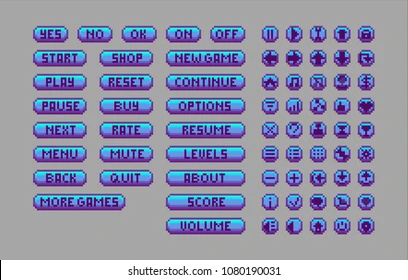 YES NO OK ON OFF
START SHOP NEW GAME
PLAY RESET CONTINUE
PAUSE BUY OPTIONS
NEXT RATE RESUME
MENU MUTE LEVELS
BACK QUIT ABOUT
MORE GAMES SCORE
VOLUME
shutterstock.com · 1080190031